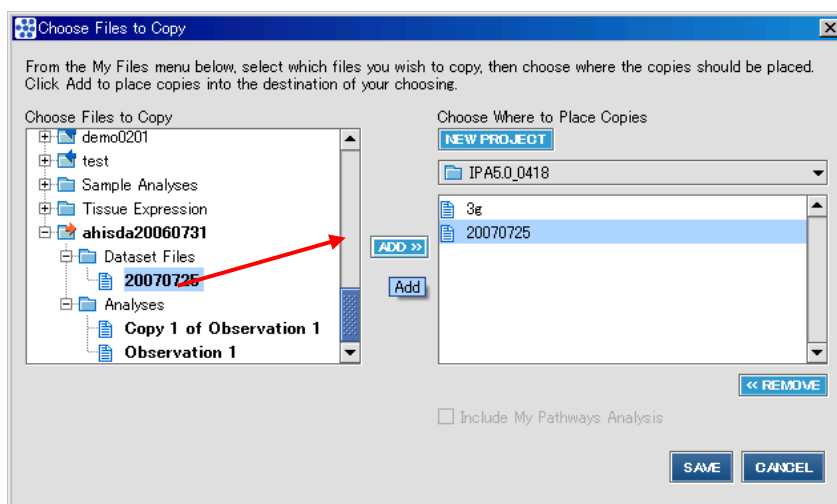 Choose Files to Copy
From the My Files menu below, select which files you wish to copy, then choose where the copies should be placed.
Click Add to place copies into the destination of your choosing.
Choose Files to Copy
demo0201
test
Sample Analyses
Tissue Expression
ahisda20060731
Dataset Files
20070725
Analyses
Copy 1 of Observation 1
Observation 1
ADD >>
Add
Choose Where to Place Copies
NEW PROJECT
IPA5.0_0418
3g
20070725
<< REMOVE
Include My Pathways Analysis
SAVE
CANCEL